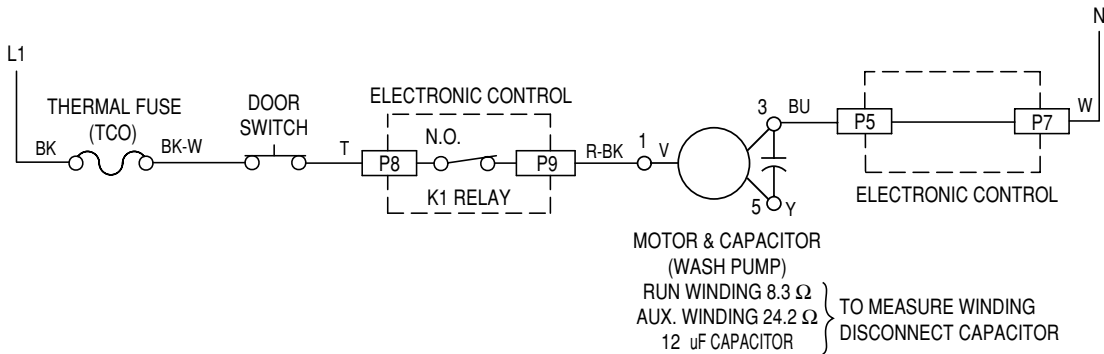 N
L1
THERMAL FUSE
(TCO)
DOOR
SWITCH
ELECTRONIC CONTROL
BK
BK-W
T
P8
N.O.
P9
K1 RELAY
R-BK
1
V
3
BU
5
Y
P5
P7
W
ELECTRONIC CONTROL
MOTOR & CAPACITOR
(WASH PUMP)
RUN WINDING 8.3 Ω
AUX. WINDING 24.2 Ω
12 uF CAPACITOR
TO MEASURE WINDING
DISCONNECT CAPACITOR